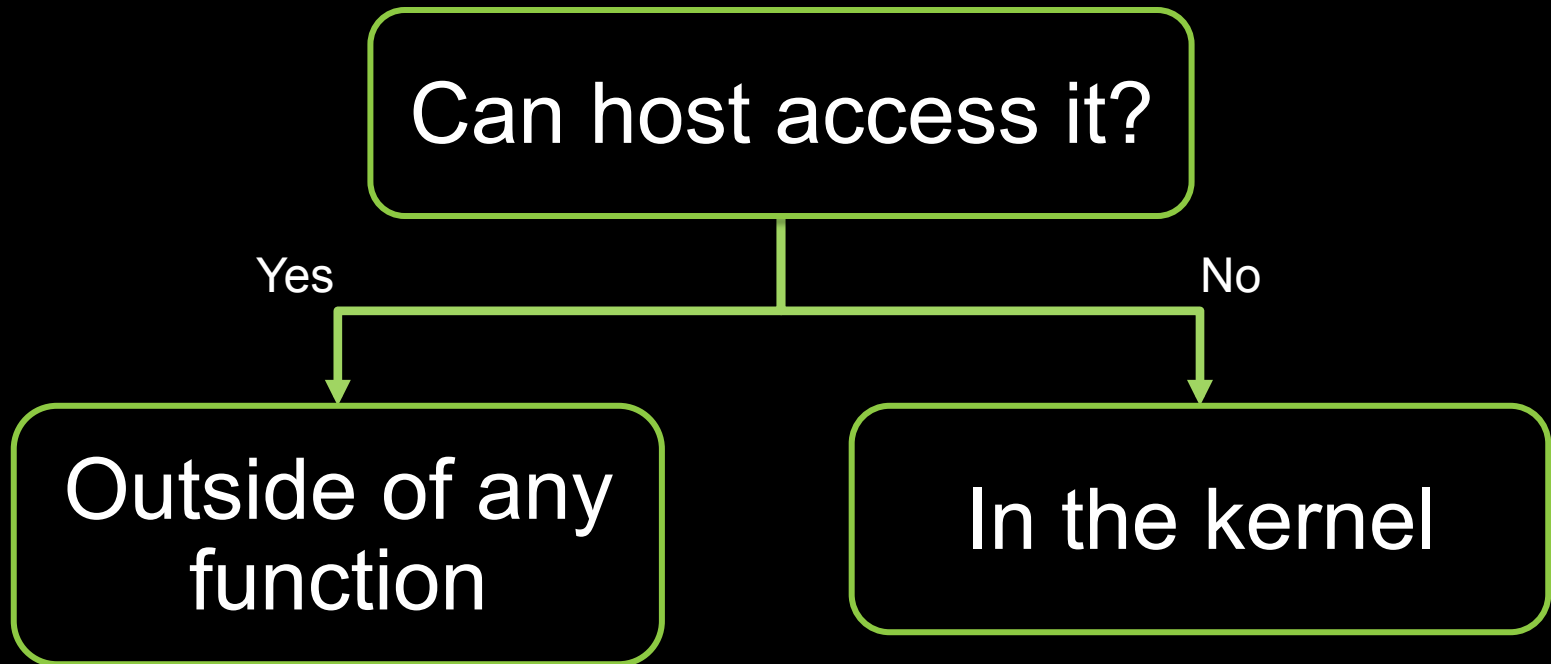 Can host access it?
Yes
No
Outside of any
function
In the kernel